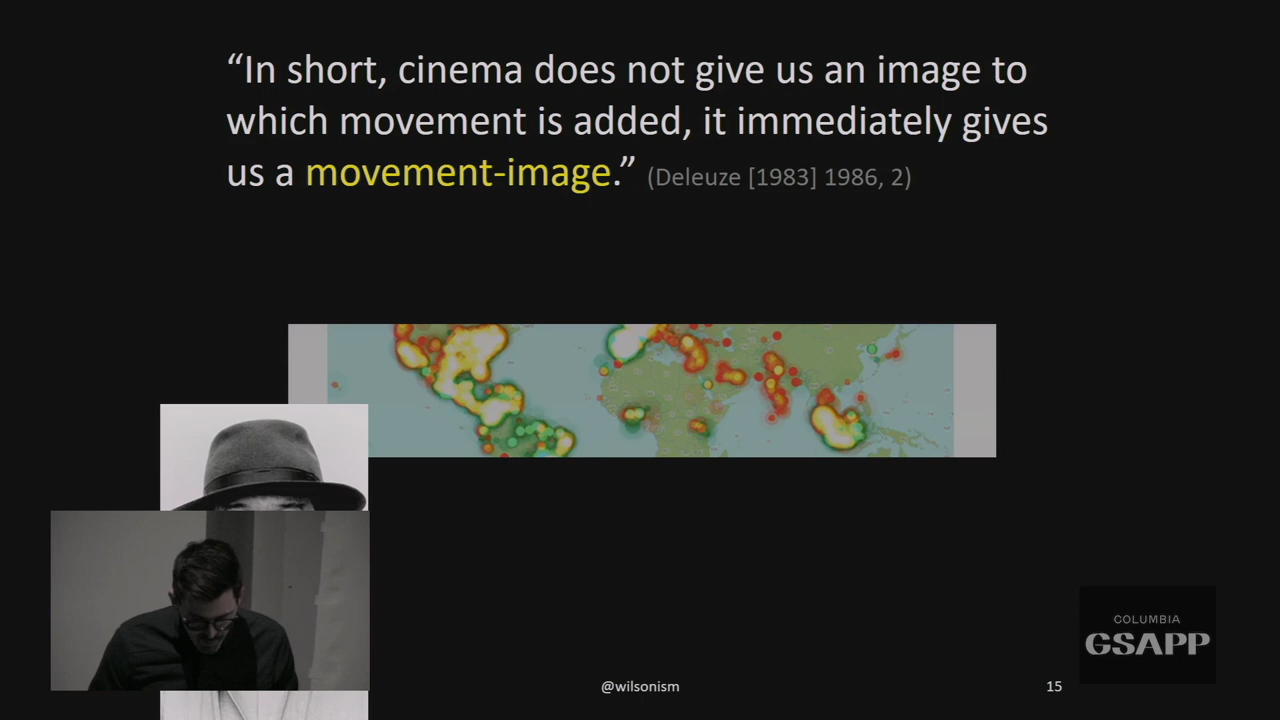 “In short, cinema does not give us an image to
which movement is added, it immediately gives
us a movement-image.” (Deleuze [1983] 1986, 2)
COLUMBIA
GSAPP
@wilsonism
15